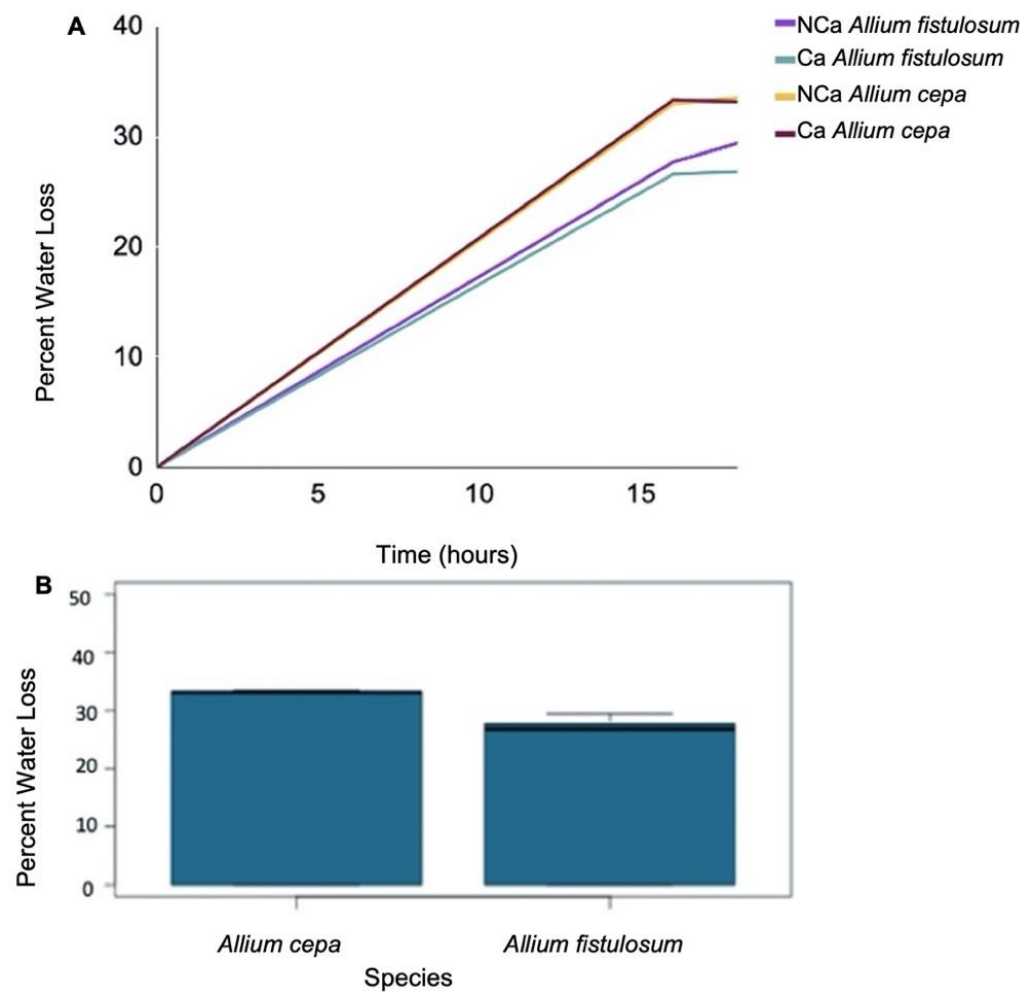 A
40
30
20
10
0
Percent Water Loss
0 5 10 15
Time (hours)
NCa Allium fistulosum
Ca Allium fistulosum
NCa Allium cepa
Ca Allium cepa
B
50
40
30
20
10
0
Percent Water Loss
Allium cepa Allium fistulosum
Species